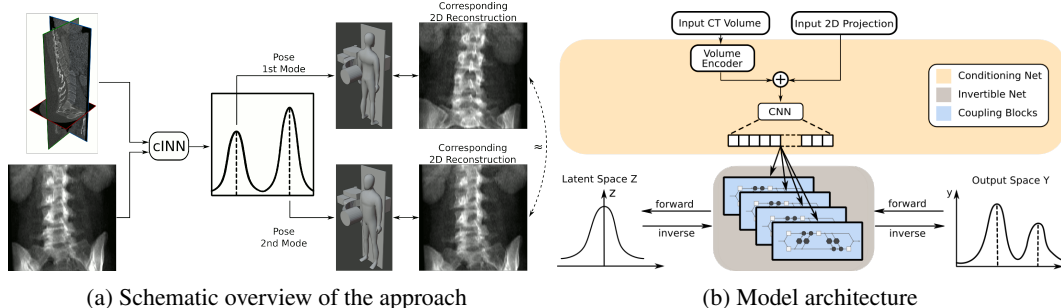 Corresponding
2D Reconstruction
Pose
1st Mode
cINN
≈
Corresponding
2D Reconstruction
Pose
2nd Mode
(a) Schematic overview of the approach
Input CT Volume
Input 2D Projection
Volume
Encoder
+
CNN
Conditioning Net
Invertible Net
Coupling Blocks
Latent Space Z
Z
forward
inverse
forward
inverse
Output Space Y
y
(b) Model architecture